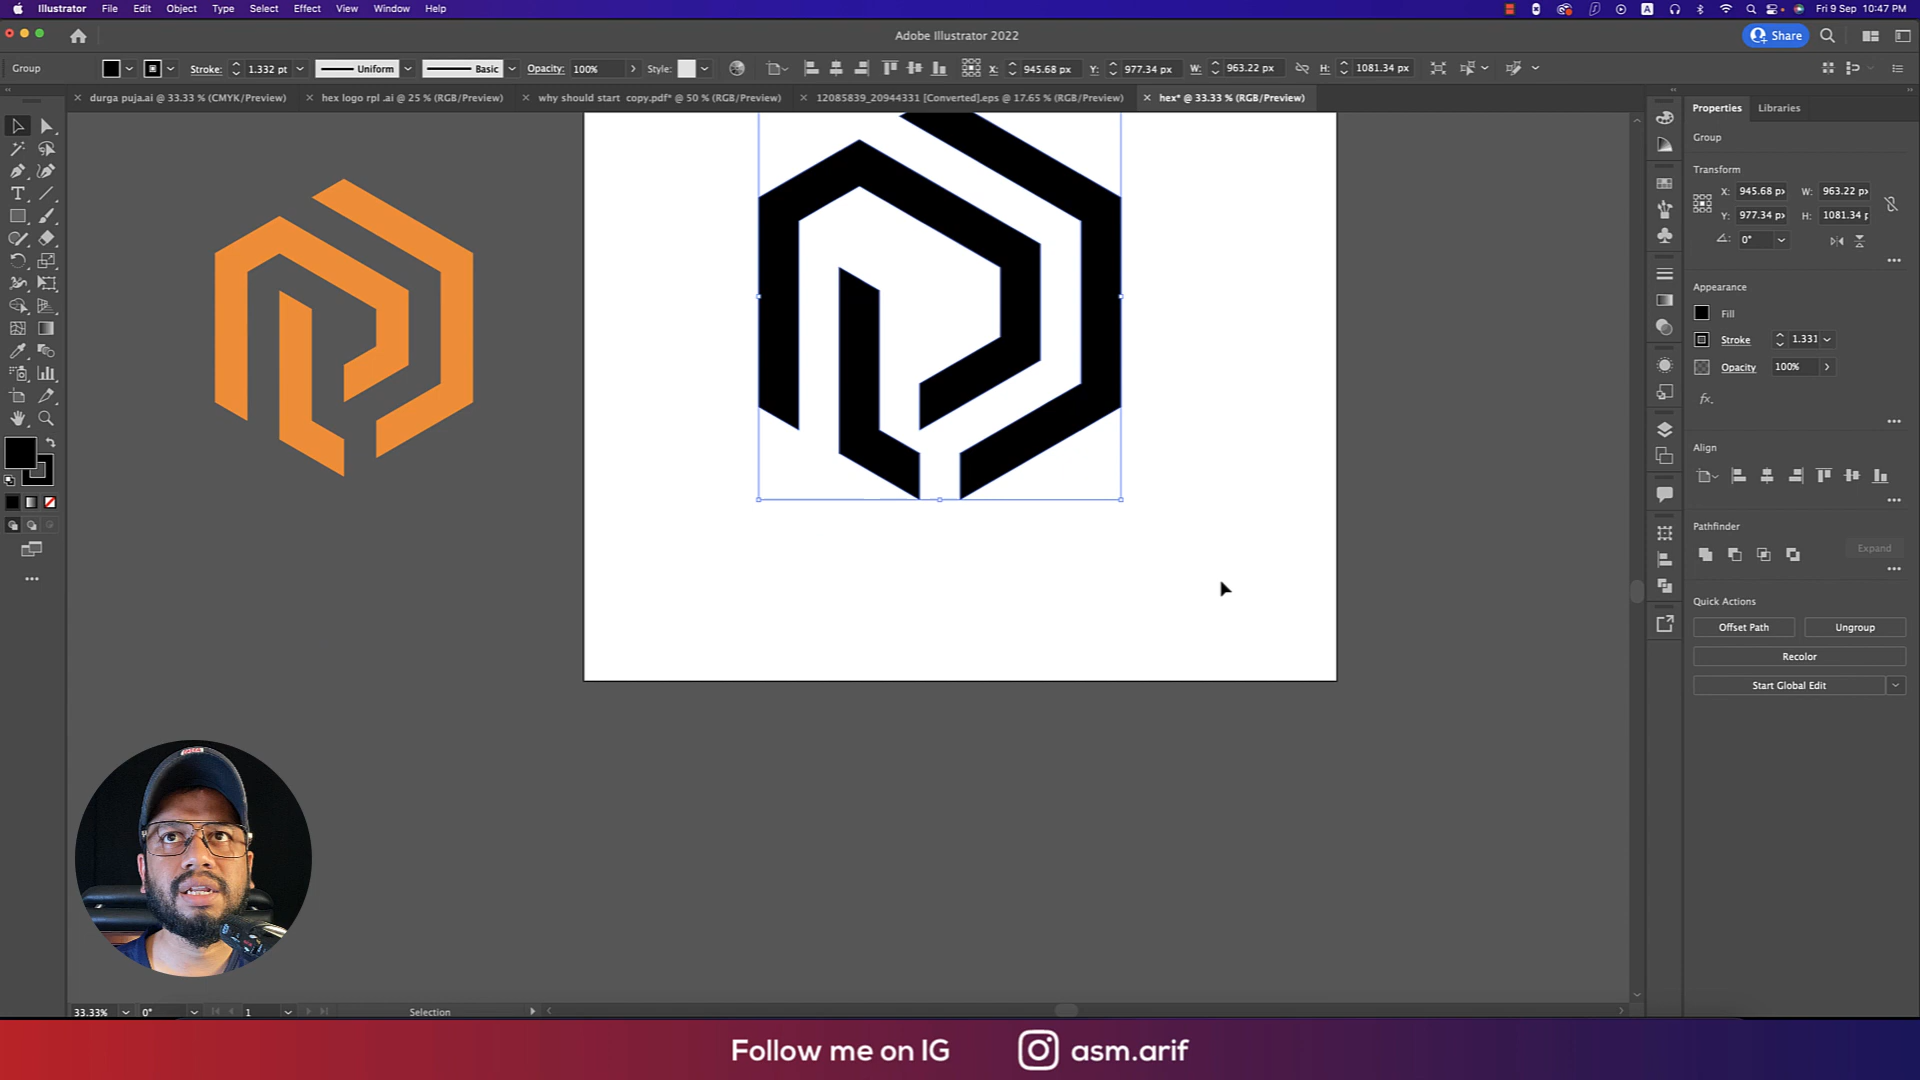 Illustrator File Edit Object Type Select Effect View Window Help
A
Fri 9 Sep 10:47 PM
Adobe Illustrator 2022
Share
Group
Stroke: 1.332 pt Uniform Basic Opacity: 100% Style: X: 945.68 px Y: 977.34 px W: 963.22 px H: 1081.34 px
durga puja.ai @ 33.33 % (CMYK/Preview) hex logo rpl .ai @ 25 % (RGB/Preview) why should start copy.pdf* @ 50 % (RGB/Preview) 12085839_20944331 [Converted].eps @ 17.65 % (RGB/Preview) hex* @ 33.33 % (RGB/Preview)
Properties Libraries
Group
Transform
X: 945.68 px W: 963.22 px
Y: 977.34 px H: 1081.34 p
0°
Appearance
Fill
Stroke 1.331
Opacity 100%
fx.
Align
Pathfinder
Expand
Quick Actions
Offset Path Ungroup
Recolor
Start Global Edit
33.33% 0° 1 Selection
Follow me on IG asm.arif